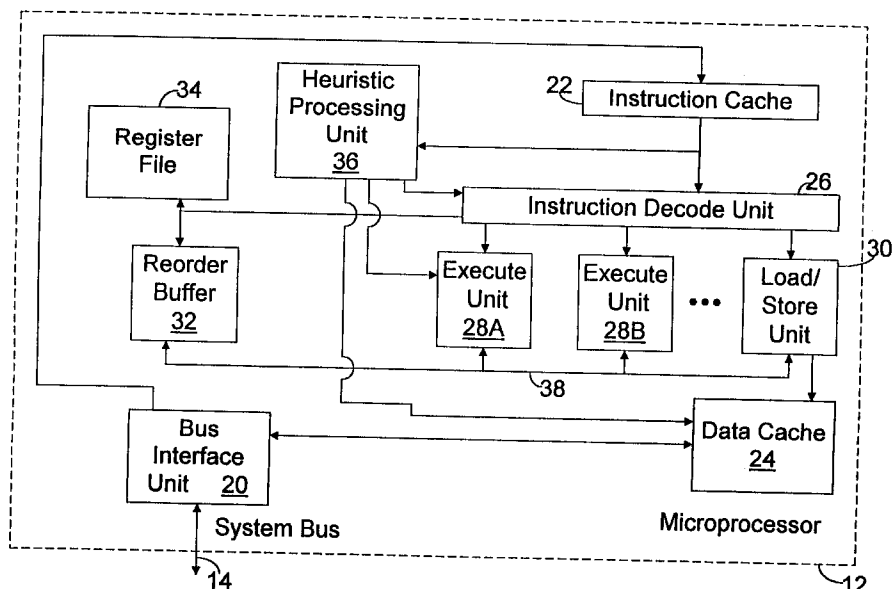 34
Register
File
Heuristic
Processing
Unit
36
22
Instruction Cache
26
Instruction Decode Unit
30
Reorder
Buffer
32
Execute
Unit
28A
Execute
Unit
28B
•••
Load/
Store
Unit
38
Bus
Interface
Unit 20
Data Cache
24
System Bus
Microprocessor
14
12